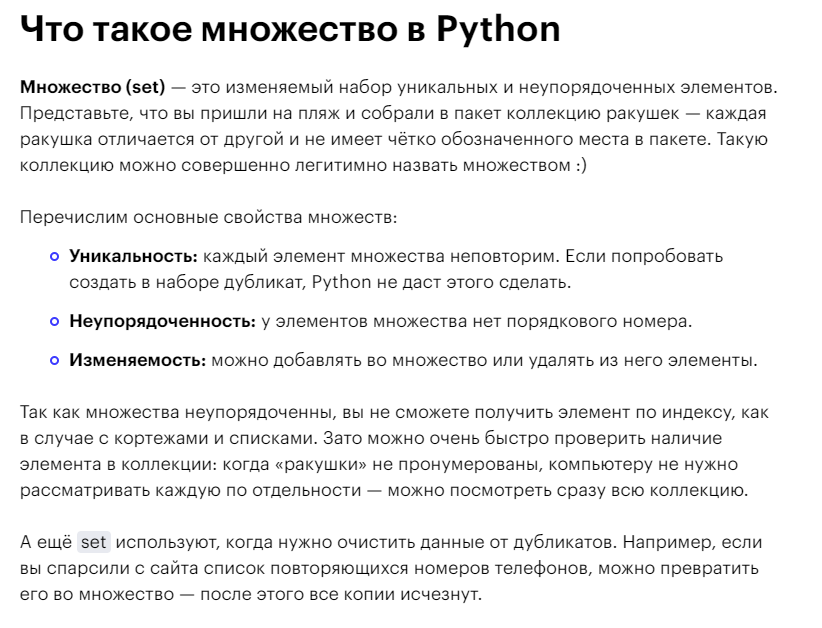 Что такое множество в Python
Множество (set) — это изменяемый набор уникальных и неупорядоченных элементов.
Представьте, что вы пришли на пляж и собрали в пакет коллекцию ракушек — каждая
ракушка отличается от другой и не имеет чётко обозначенного места в пакете. Такую
коллекцию можно совершенно легитимно назвать множеством :)
Перечислим основные свойства множеств:
Уникальность: каждый элемент множества неповторим. Если попробовать
создать в наборе дубликат, Python не даст этого сделать.
Неупорядоченность: у элементов множества нет порядкового номера.
Изменяемость: можно добавлять во множество или удалять из него элементы.
Так как множества неупорядоченны, вы не сможете получить элемент по индексу, как
в случае с кортежами и списками. Зато можно очень быстро проверить наличие
элемента в коллекции: когда «ракушки» не пронумерованы, компьютеру не нужно
рассматривать каждую по отдельности — можно посмотреть сразу всю коллекцию.
А ещё set используют, когда нужно очистить данные от дубликатов. Например, если
вы спарсили с сайта список повторяющихся номеров телефонов, можно превратить
его во множество — после этого все копии исчезнут.